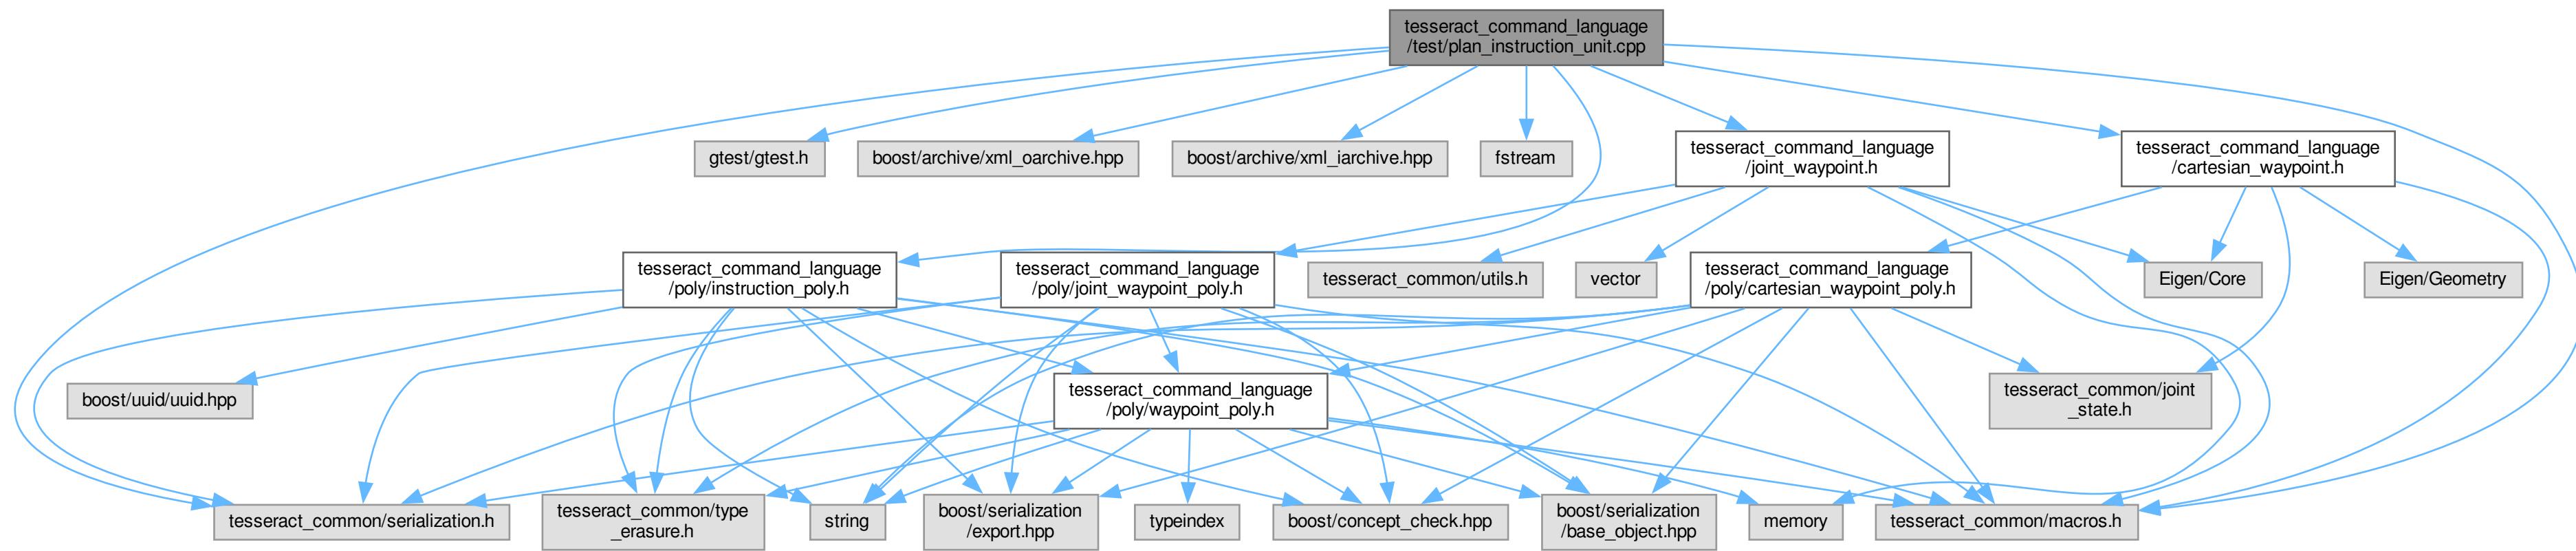 tesseract_command_language
/test/plan_instruction_unit.cpp
gtest/gtest.h
boost/archive/xml_oarchive.hpp
boost/archive/xml_iarchive.hpp
fstream
tesseract_command_language
/joint_waypoint.h
tesseract_command_language
/cartesian_waypoint.h
tesseract_command_language
/poly/instruction_poly.h
tesseract_command_language
/poly/joint_waypoint_poly.h
tesseract_common/utils.h
vector
tesseract_command_language
/poly/cartesian_waypoint_poly.h
Eigen/Core
Eigen/Geometry
boost/uuid/uuid.hpp
tesseract_command_language
/poly/waypoint_poly.h
tesseract_common/joint
_state.h
tesseract_common/serialization.h
tesseract_common/type
_erasure.h
string
boost/serialization
/export.hpp
typeindex
boost/concept_check.hpp
boost/serialization
/base_object.hpp
memory
tesseract_common/macros.h